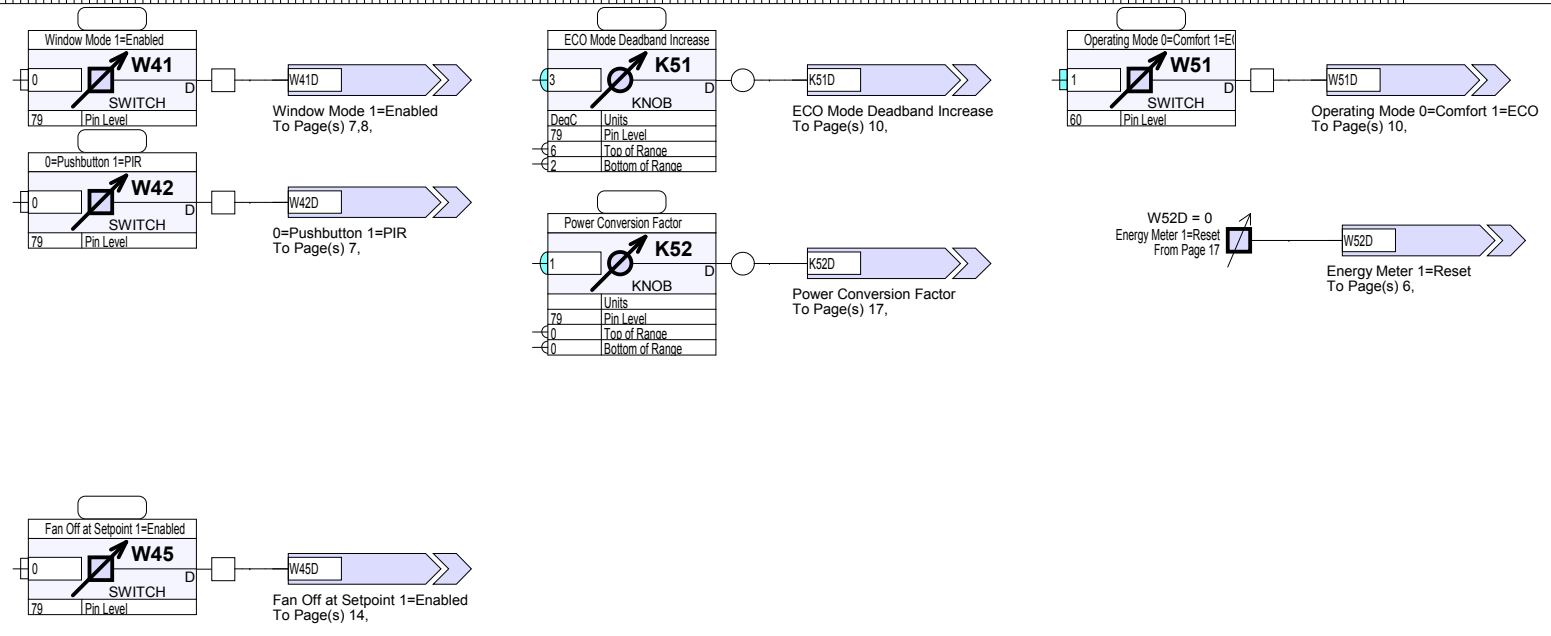 Window Mode 1=Enabled
W41
0
D
SWITCH
79 Pin Level
W41D
Window Mode 1=Enabled
To Page(s) 7,8,
0=Pushbutton 1=PIR
W42
0
D
SWITCH
79 Pin Level
W42D
0=Pushbutton 1=PIR
To Page(s) 7,
Fan Off at Setpoint 1=Enabled
W45
0
D
SWITCH
79 Pin Level
W45D
Fan Off at Setpoint 1=Enabled
To Page(s) 14,
ECO Mode Deadband Increase
K51
3
D
KNOB
DegC Units
79 Pin Level
6 Top of Range
2 Bottom of Range
K51D
ECO Mode Deadband Increase
To Page(s) 10,
Power Conversion Factor
K52
1
D
KNOB
Units
79 Pin Level
0 Top of Range
0 Bottom of Range
K52D
Power Conversion Factor
To Page(s) 17,
Operating Mode 0=Comfort 1=E
W51
1
D
SWITCH
60 Pin Level
W51D
Operating Mode 0=Comfort 1=ECO
To Page(s) 10,
W52D = 0
Energy Meter 1=Reset
From Page 17
W52D
Energy Meter 1=Reset
To Page(s) 6,